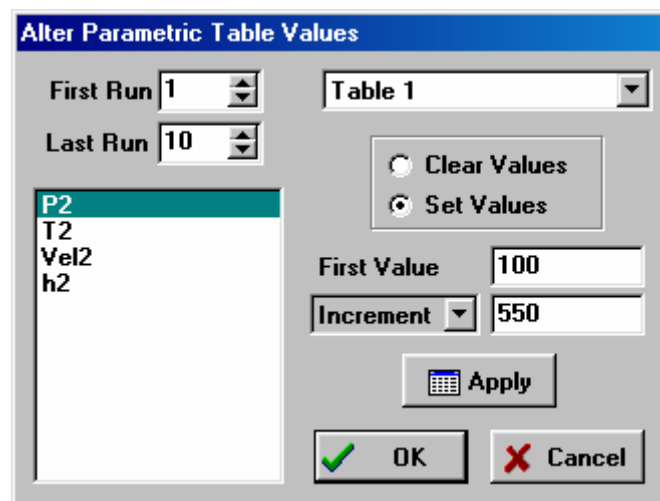 Alter Parametric Table Values
First Run 1
Table 1
Last Run 10
Clear Values
Set Values
P2
T2
Vel2
h2
First Value 100
Increment 550
Apply
OK
Cancel